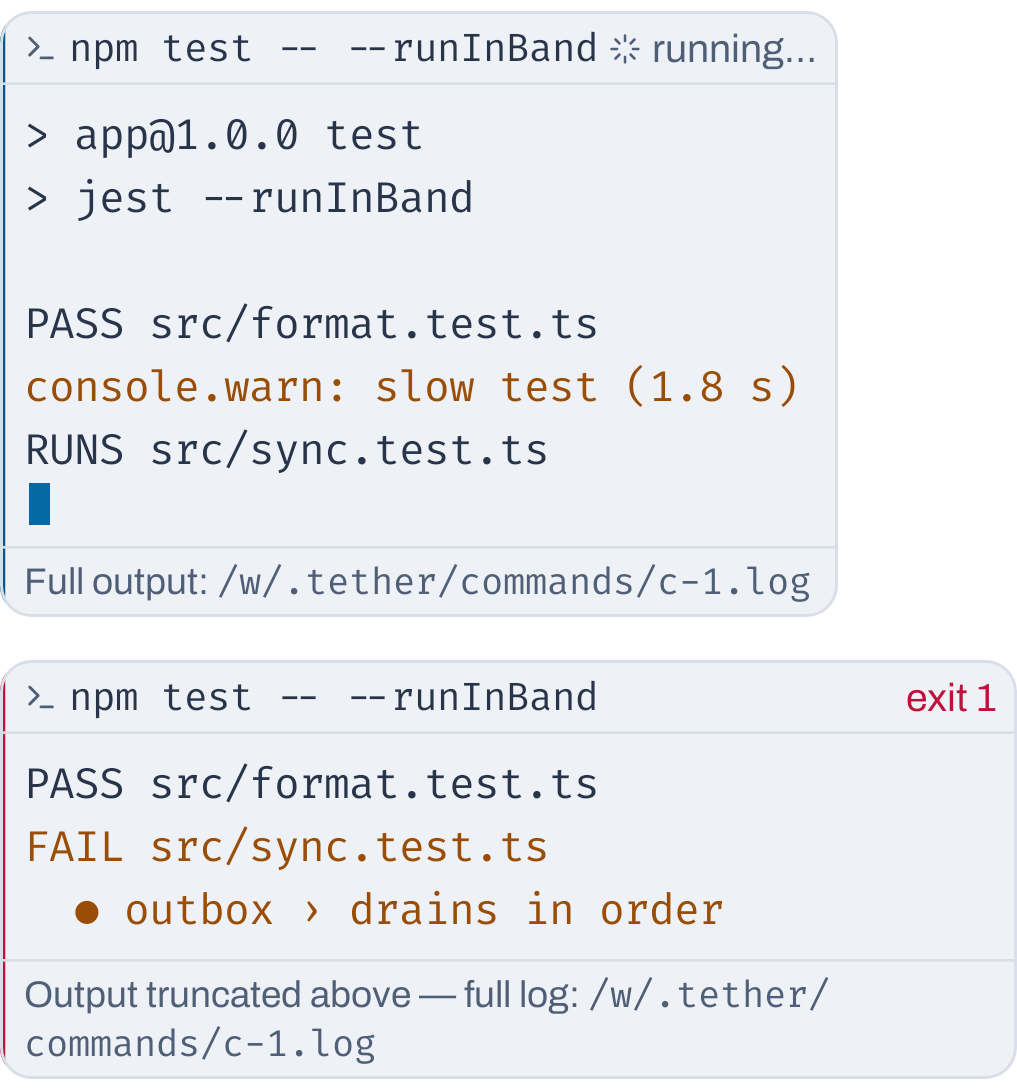 >_ npm test -- --runInBand running...
> app@1.0.0 test
> jest --runInBand
PASS src/format.test.ts
console.warn: slow test (1.8 s)
RUNS src/sync.test.ts
Full output: /w/.tether/commands/c-1.log
>_ npm test -- --runInBand exit 1
PASS src/format.test.ts
FAIL src/sync.test.ts
● outbox › drains in order
Output truncated above — full log: /w/.tether/
commands/c-1.log